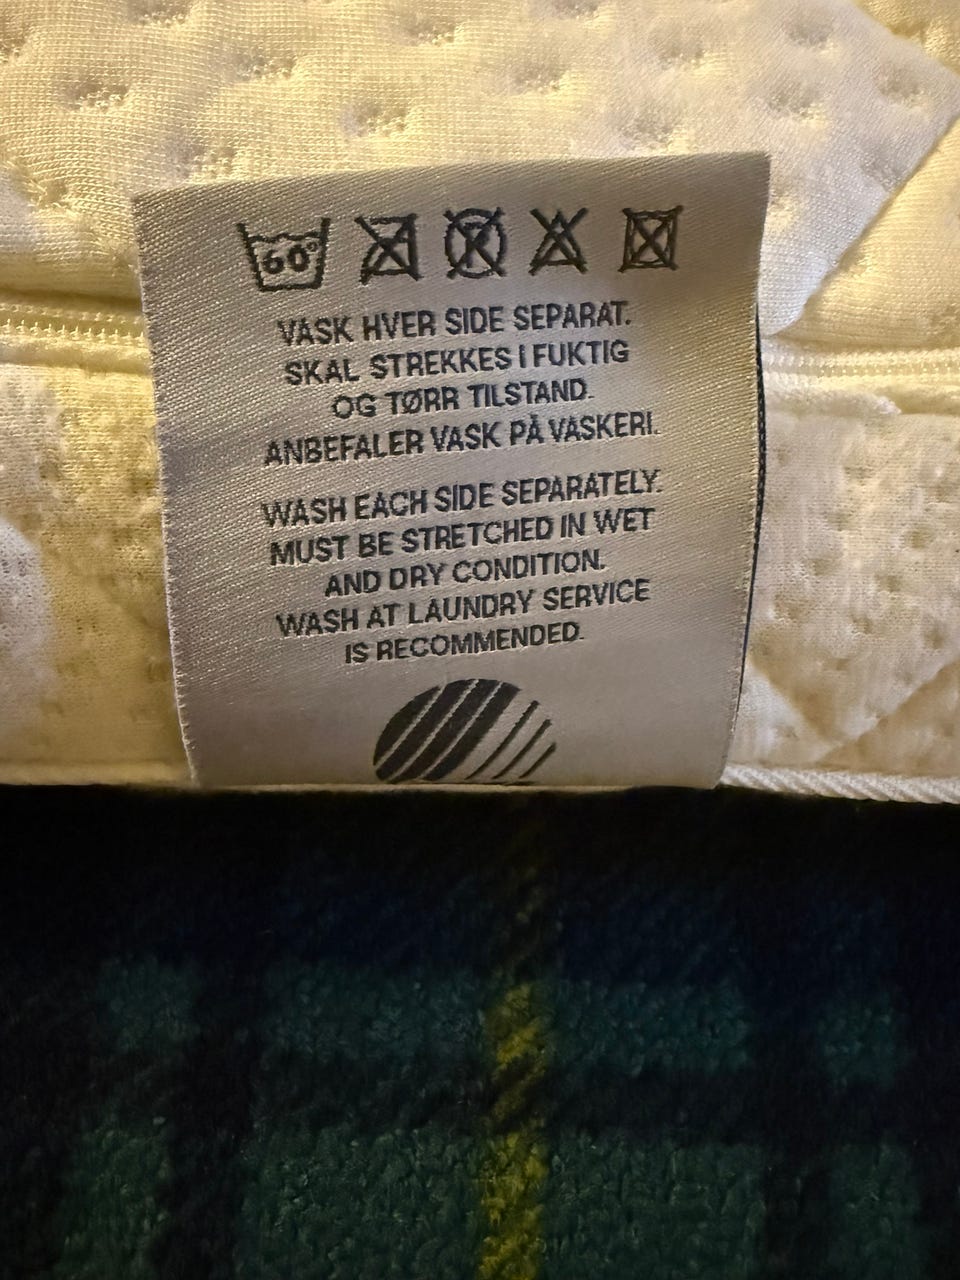 60°
VASK HVER SIDE SEPARAT.
SKAL STREKKES I FUKTIG
OG TØRR TILSTAND.
ANBEFALER VASK PÅ VASKERI.
WASH EACH SIDE SEPARATELY.
MUST BE STRETCHED IN WET
AND DRY CONDITION.
WASH AT LAUNDRY SERVICE
IS RECOMMENDED.